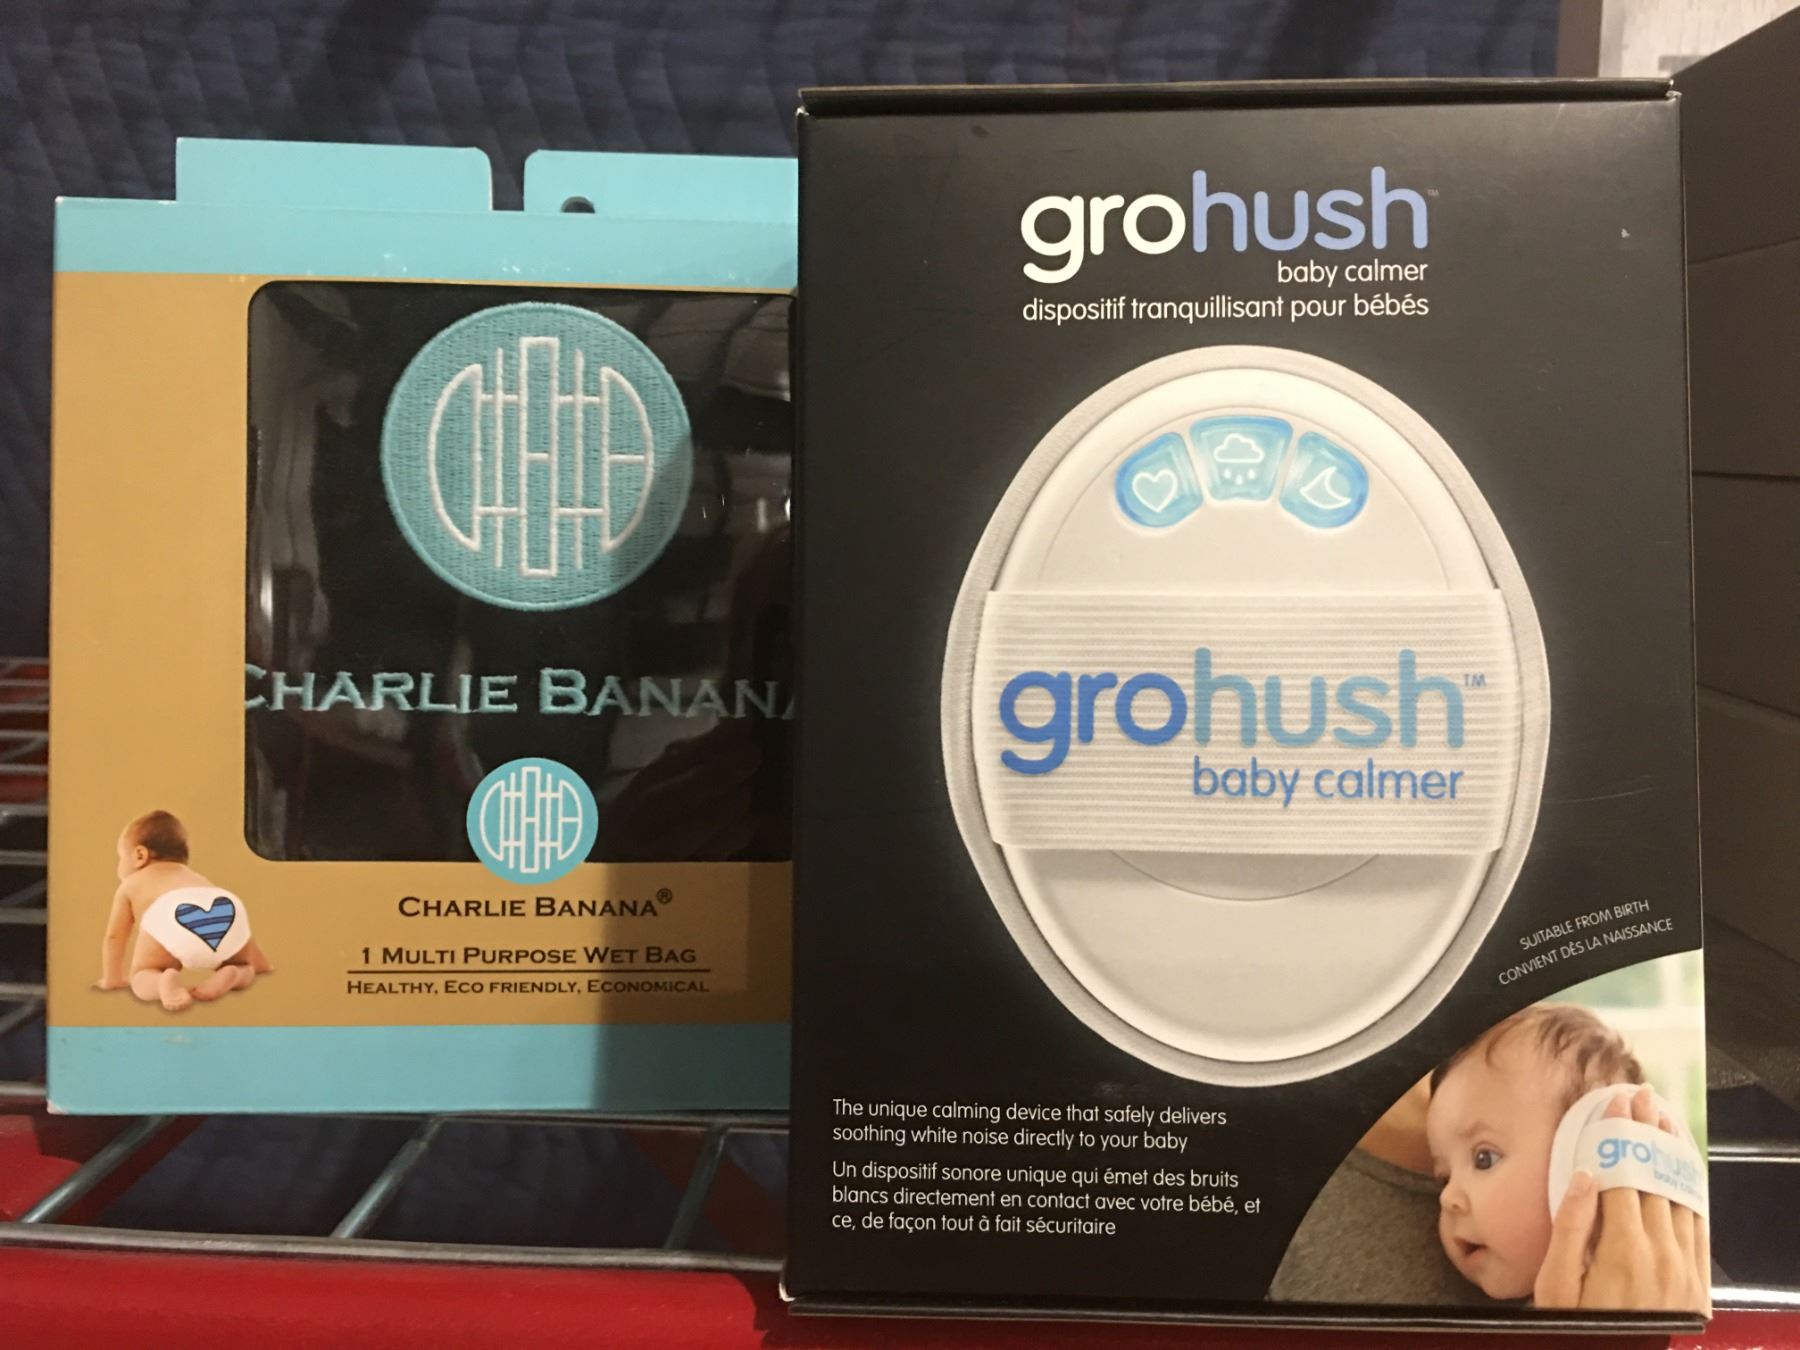 CHARLIE BANAN
CHARLIE BANANA®
1 MULTI PURPOSE WET BAG
HEALTHY, ECO FRIENDLY, ECONOMICAL
grohush™
baby calmer
dispositif tranquillisant pour bébés
grohush™
baby calmer
SUITABLE FROM BIRTH
CONVIENT DÈS LA NAISSANCE
The unique calming device that safely delivers
soothing white noise directly to your baby
Un dispositif sonore unique qui émet des bruits
blancs directement en contact avec votre bébé, et
ce, de façon tout à fait sécuritaire
grohush
baby